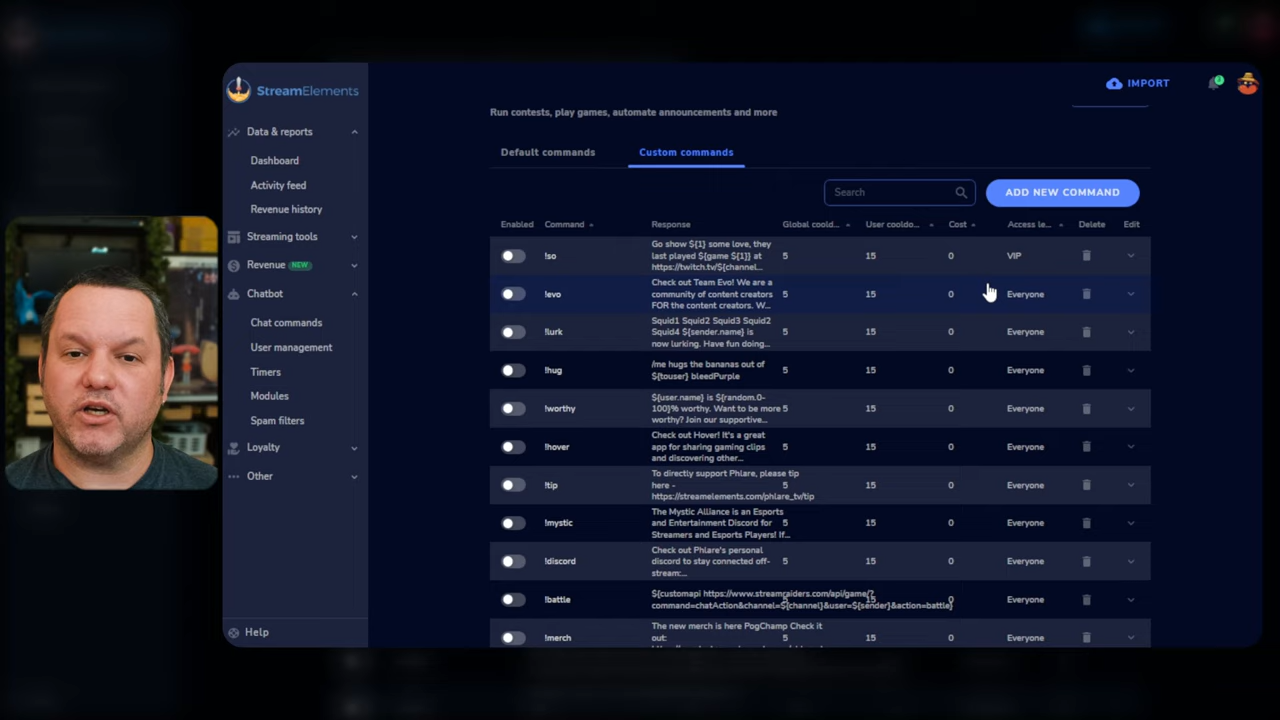 StreamElements
IMPORT
Data & reports
Dashboard
Activity feed
Revenue history
Streaming tools
Revenue NEW
Chatbot
Chat commands
User management
Timers
Modules
Spam filters
Loyalty
Other
Help
Run contests, play games, automate announcements and more
Default commands Custom commands
Search ADD NEW COMMAND
Enabled Command Response Global coold... User cooldo... Cost Access le... Delete Edit
Go show ${1} some love, they
!so last played ${game ${1}} at 5 15 0 VIP
https://twitch.tv/${channel...
Check out Team Evo! We are a
!evo community of content creators 5 15 0 Everyone
FOR the content creators. W...
Squid1 Squid2 Squid3 Squid2
!lurk Squid4 ${sender.name} is 5 15 0 Everyone
now lurking. Have fun doing...
/me hugs the bananas out of
!hug 5 15 0 Everyone
${touser} bleedPurple
${user.name} is ${random.0-
!worthy 100}% worthy. Want to be more 5 15 0 Everyone
worthy? Join our supportive...
Check out Hover! It's a great
!hover app for sharing gaming clips 5 15 0 Everyone
and discovering other...
To directly support Phlare, please tip
!tip here - 5 15 0 Everyone
https://streamelements.com/phlare_tv/tip
The Mystic Alliance is an Esports
!mystic and Entertainment Discord for 5 15 0 Everyone
Streamers and Esports Players! If...
Check out Phlare's personal
!discord discord to stay connected off- 5 15 0 Everyone
stream:...
${customapi https://www.streamraiders.com/api/game/?
!battle 5 15 0 Everyone
command=chatAction&channel=${channel}&user=${sender}&action=battle}
The new merch is here PogChamp Check it
!merch 5 15 0 Everyone
out: